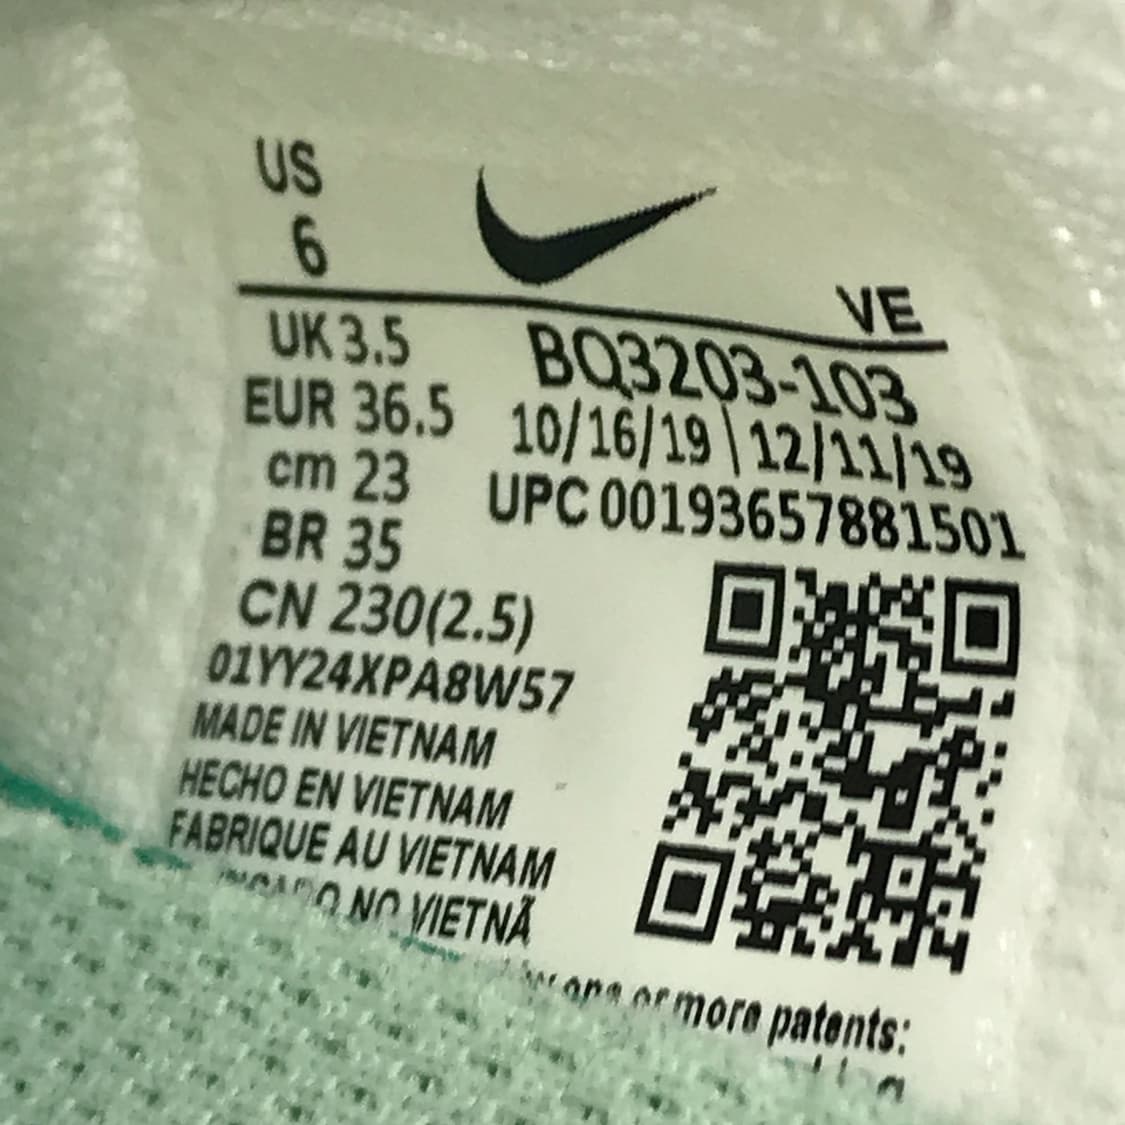 US
6
VE
UK 3.5
BQ3203-103
EUR 36.5
10/16/19 | 12/11/19
cm 23
UPC 00193657881501
BR 35
CN 230(2.5)
01YY24XPA8W57
MADE IN VIETNAM
HECHO EN VIETNAM
FABRIQUE AU VIETNAM
NO VIETNÃ
one or more patents: